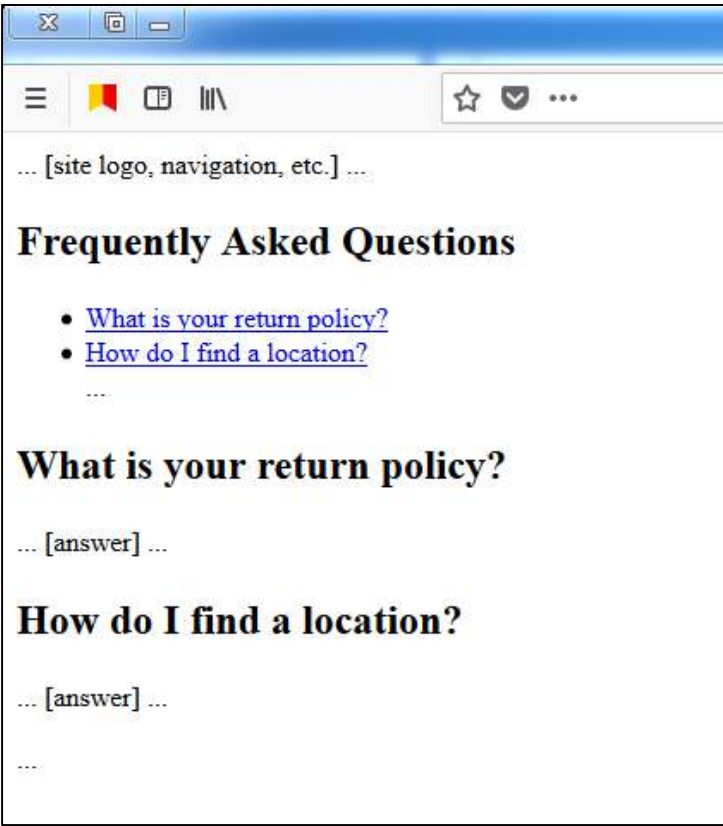 ... [site logo, navigation, etc.] ...
Frequently Asked Questions
What is your return policy?
How do I find a location?
...
What is your return policy?
... [answer] ...
How do I find a location?
... [answer] ...
...